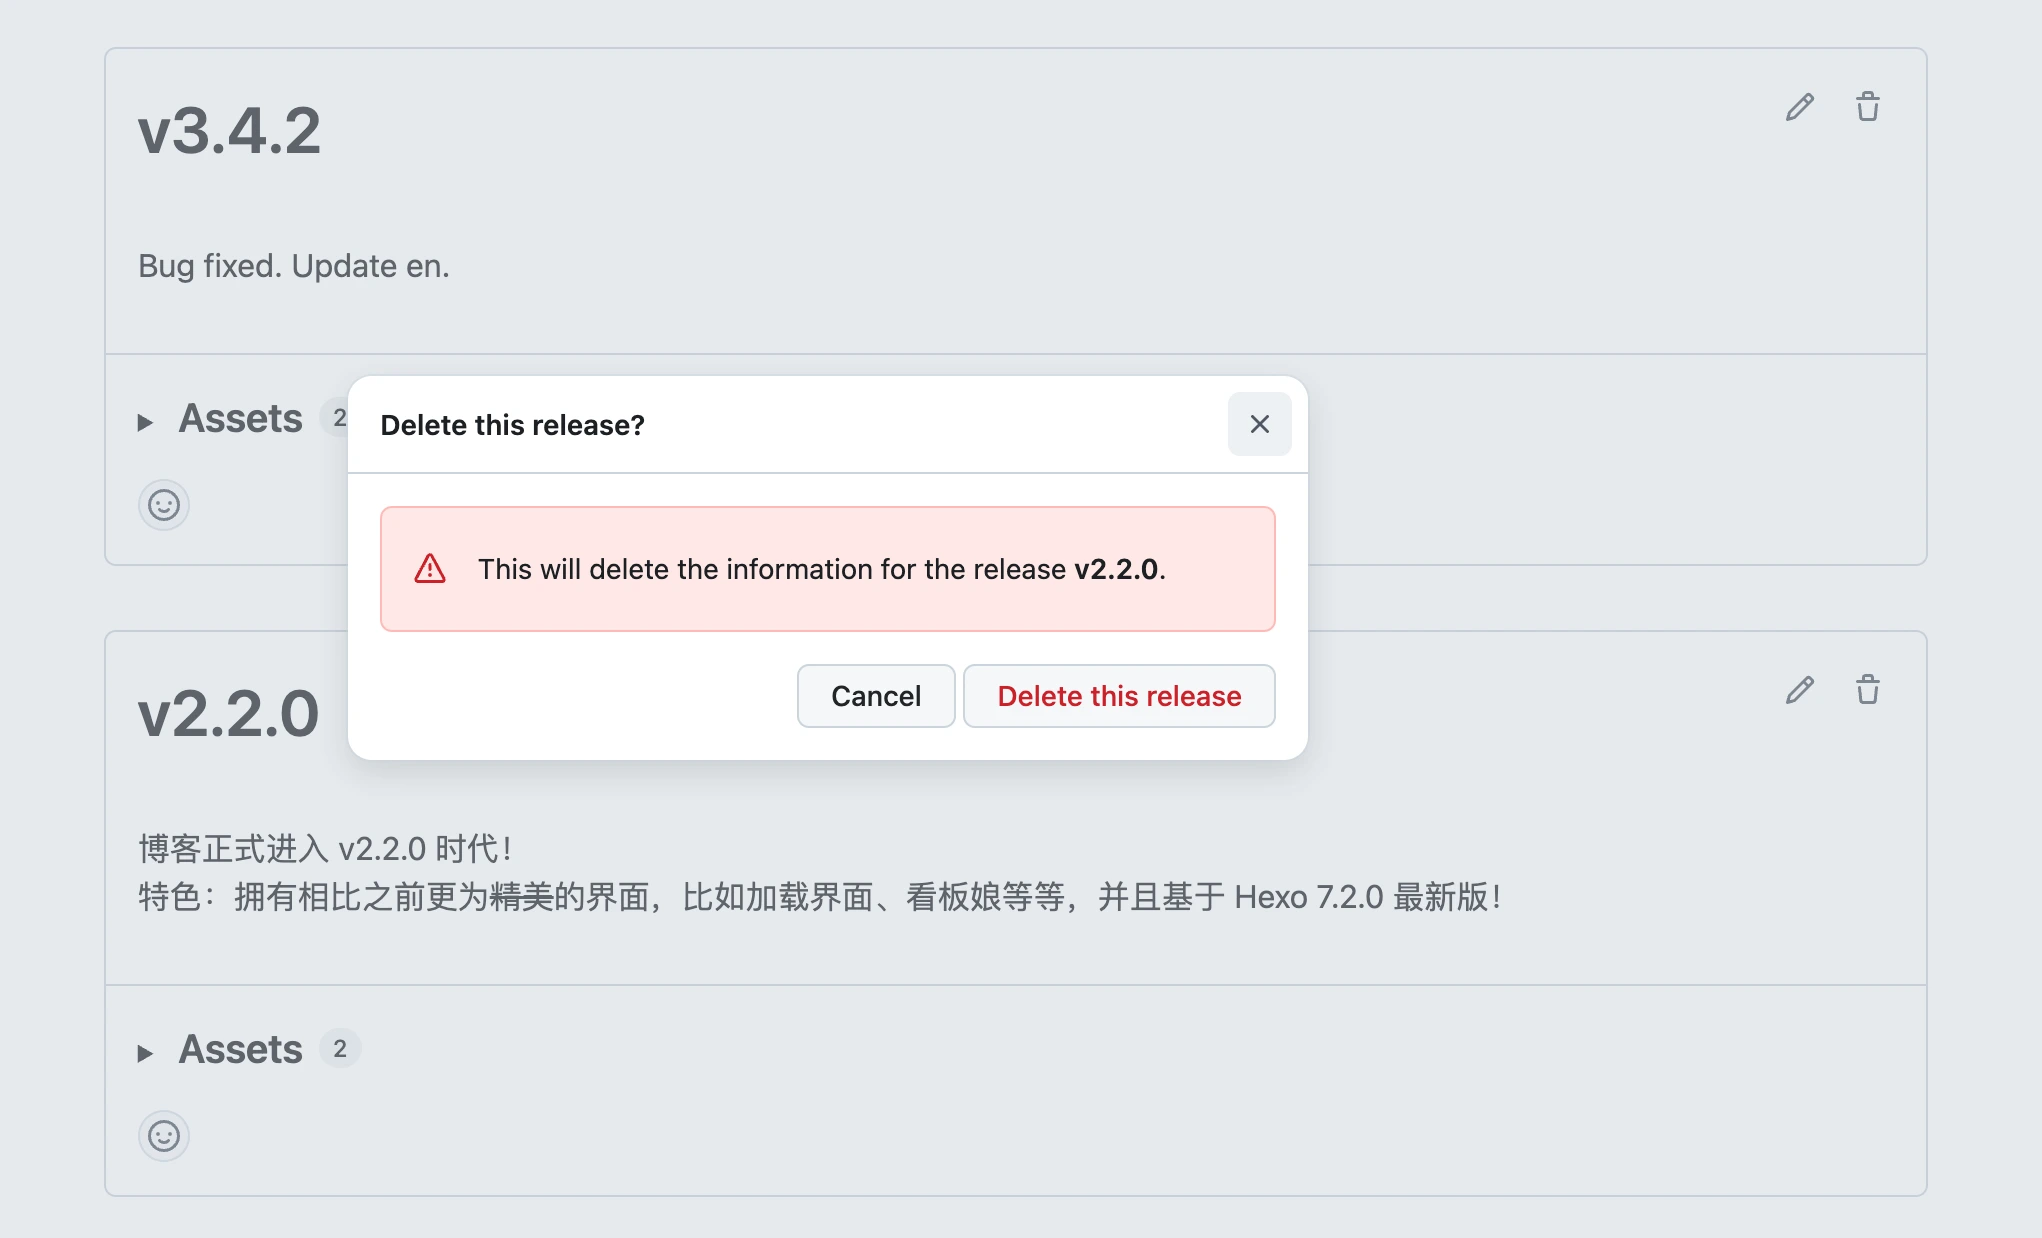 v3.4.2
Bug fixed. Update en.
Assets 2
Delete this release?
This will delete the information for the release v2.2.0.
Cancel
Delete this release
v2.2.0
博客正式进入 v2.2.0 时代！
特色：拥有相比之前更为精美的界面，比如加载界面、看板娘等等，并且基于 Hexo 7.2.0 最新版！
Assets 2